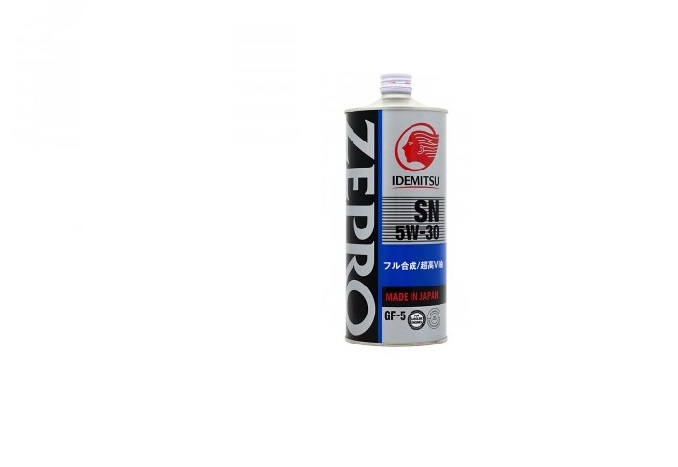 ZEPRO
IDEMITSU
SN
5W-30
フル合成/超高VI油
MADE IN JAPAN
GF-5